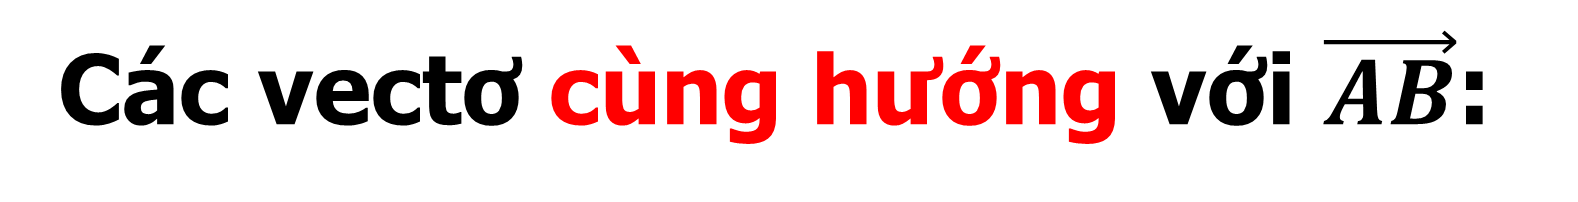 Các vectơ cùng hướng với $\overrightarrow{AB}$: